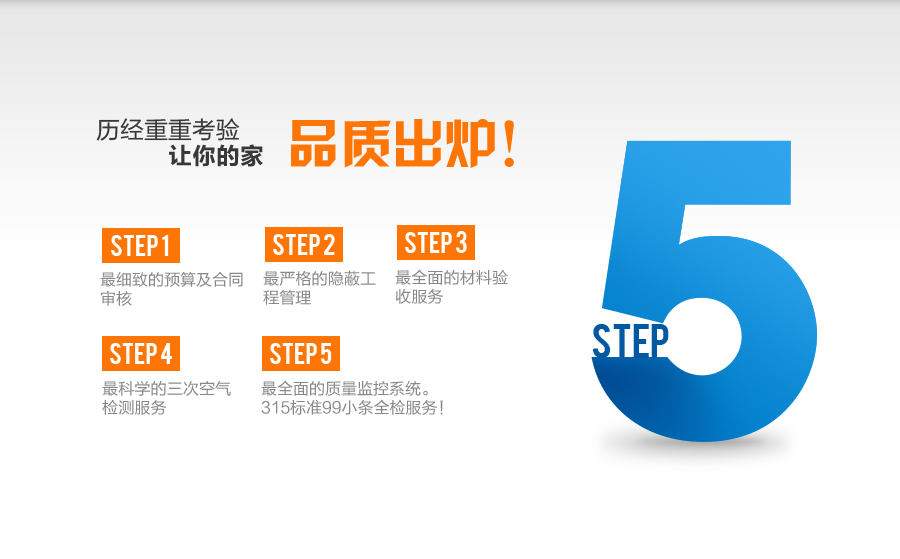 历经重重考验
让你的家
品质出炉!
STEP1
最细致的预算及合同
审核
STEP2
最严格的隐蔽工
程管理
STEP3
最全面的材料验
收服务
STEP4
最科学的三次空气
检测服务
STEP5
最全面的质量监控系统。
315标准99小条全检服务!
5
STEP